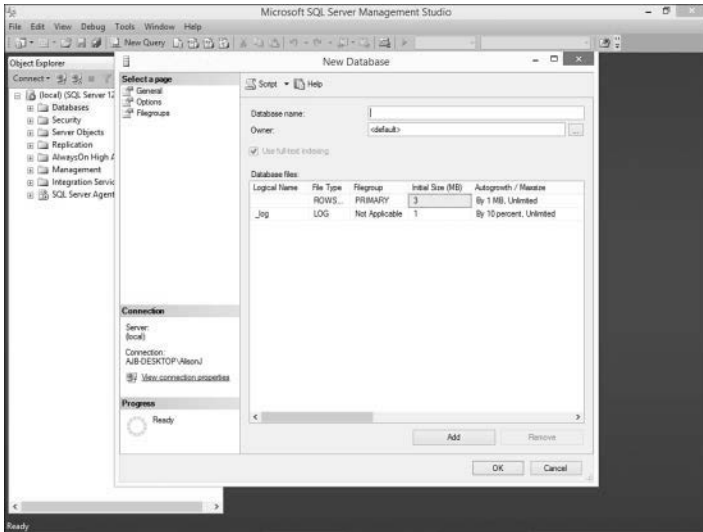 Microsoft SQL Server Management Studio
File Edit View Debug Tools Window Help
New Query
Object Explorer
Connect
(local) (SQL Server 12
Databases
Security
Server Objects
Replication
AlwaysOn High A
Management
Integration Servic
SQL Server Agent
New Database
Select a page
General
Options
Filegroups
Script Help
Database name:
Owner: <default> ...
Use full-text indexing
Database files:
Logical Name File Type Filegroup Initial Size (MB) Autogrowth / Maxsize
ROWS... PRIMARY 3 By 1 MB, Unlimited
_log LOG Not Applicable 1 By 10 percent, Unlimited
Connection
Server:
(local)
Connection:
AJB-DESKTOP\AlisonJ
View connection properties
Progress
Ready
Add Remove
OK Cancel
Ready